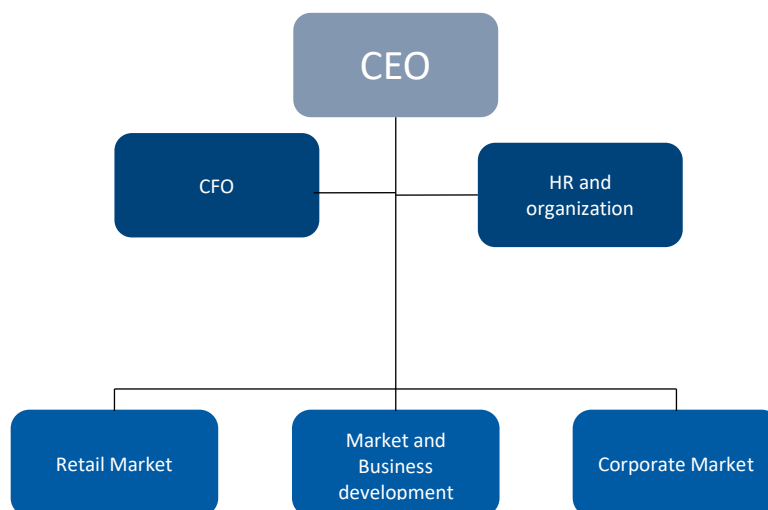 CEO
CFO
HR and
organization
Retail Market
Market and
Business
development
Corporate Market